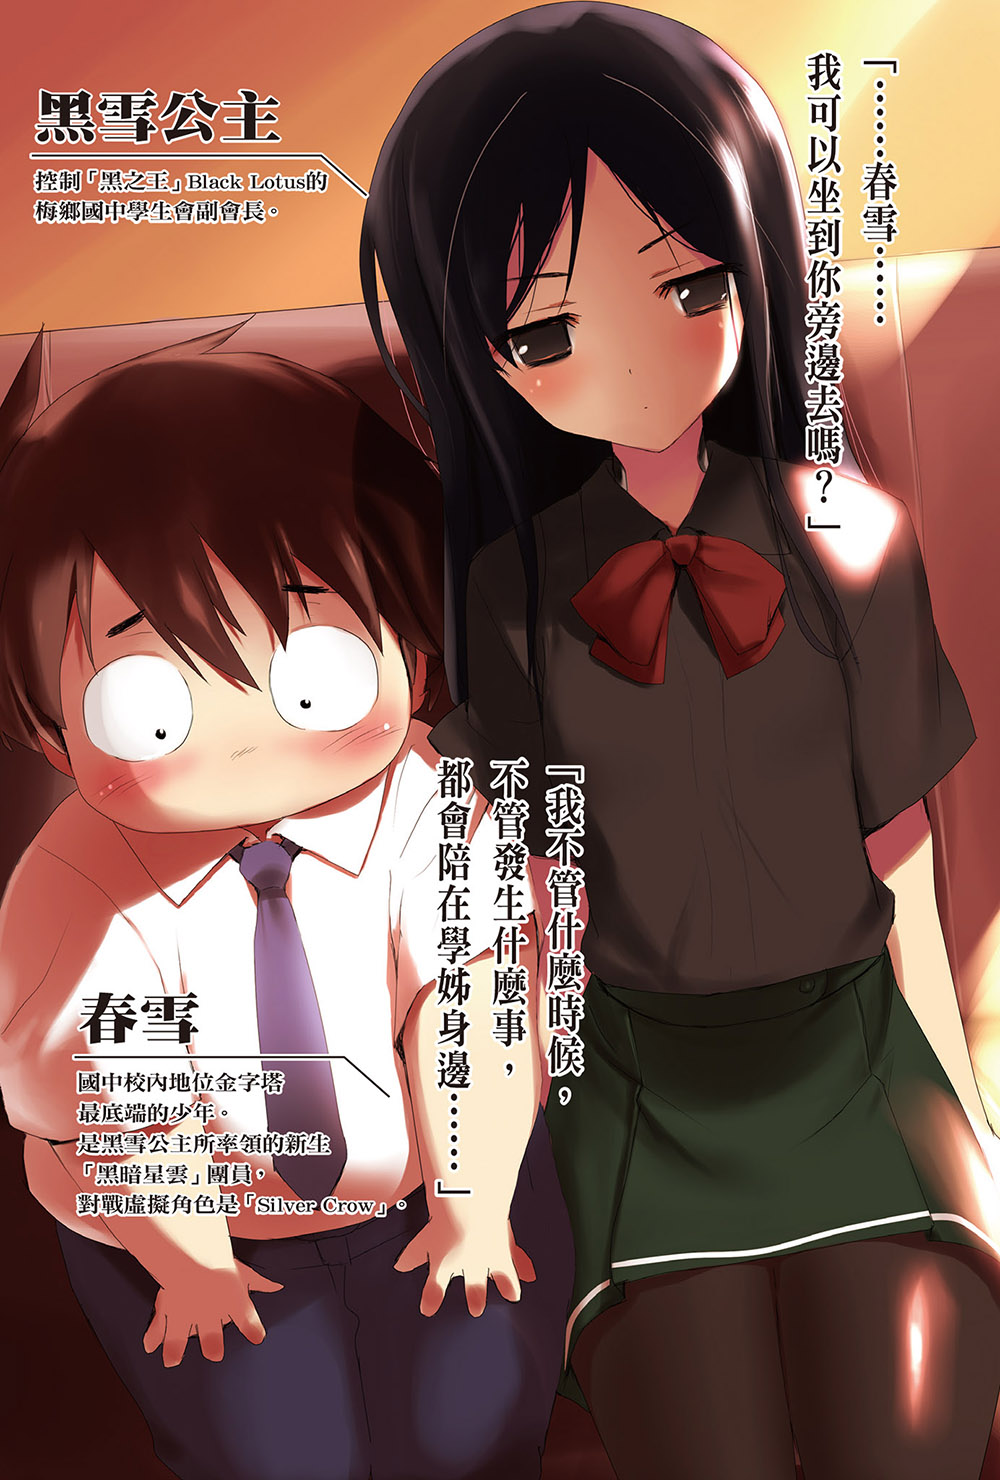 「……春雪……
我可以坐到你旁邊去嗎？」
黑雪公主
控制「黑之王」Black Lotus的
梅鄉國中學生會副會長。
『我不管什麼時候，
不管發生什麼事，
都會陪在學姊身邊……』
春雪
國中校內地位金字塔
最底端的少年。
是黑雪公主所率領的新生
「黑暗星雲」團員，
對戰虛擬角色是「Silver Crow」。